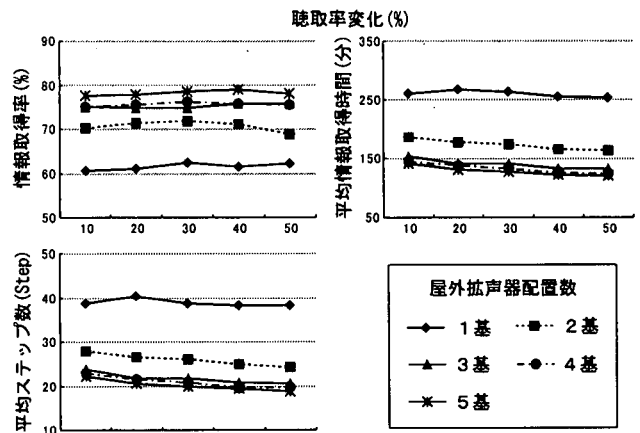 聴取率変化(%)
情報取得率(%)
90
80
70
60
50
10 20 30 40 50
平均情報取得時間(分)
350
250
150
50
10 20 30 40 50
平均ステップ数(Step)
50
40
30
20
10
屋外拡声器配置数
1基 2基
3基 4基
5基